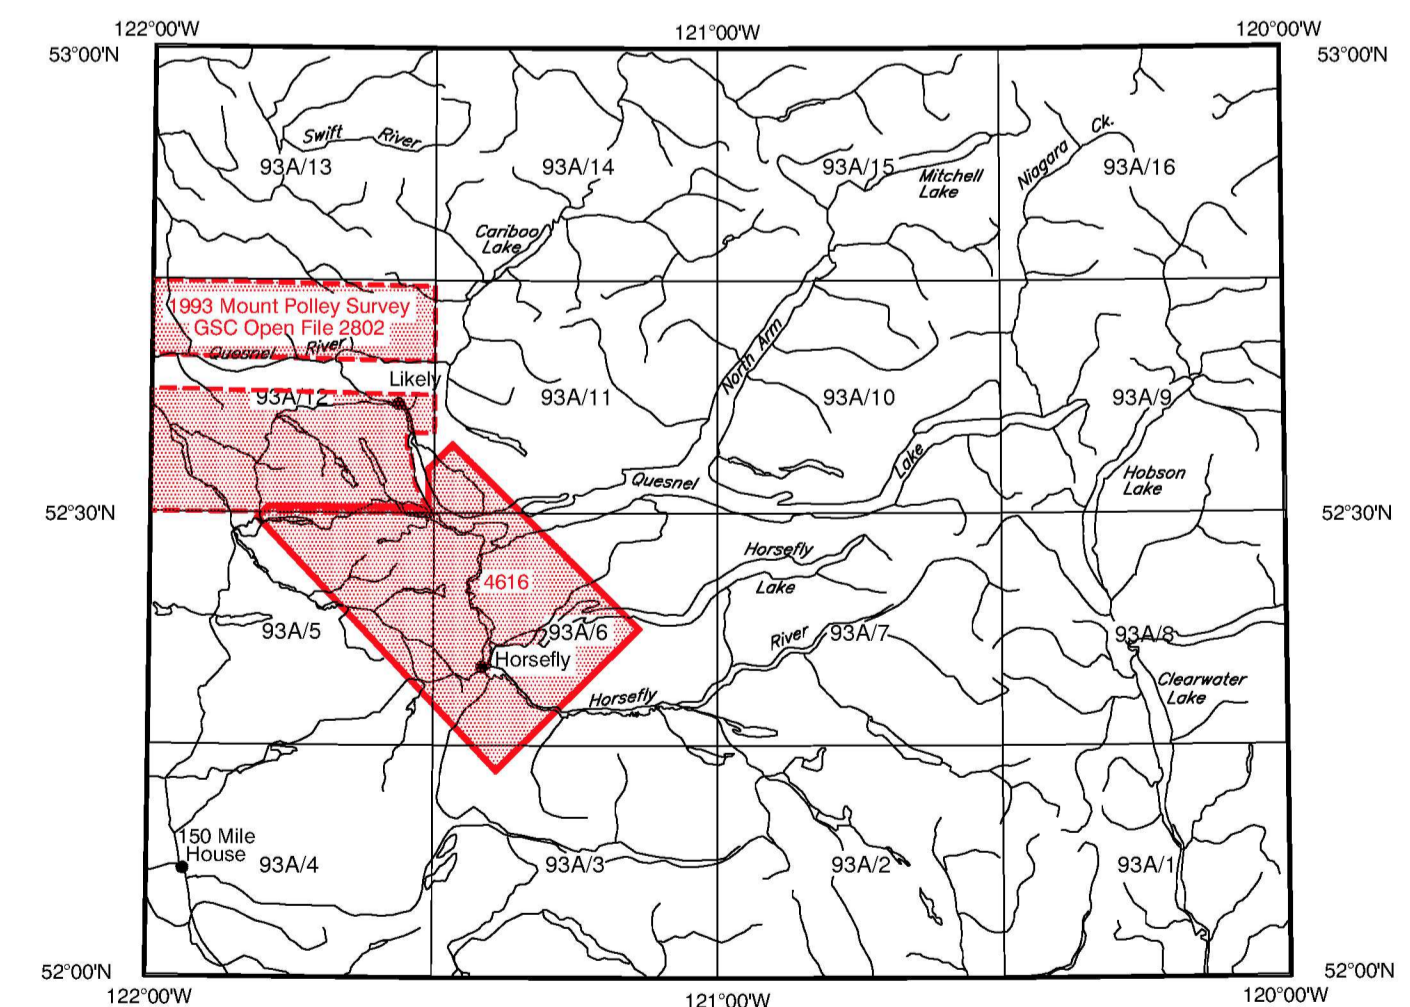 122°00'W
121°00'W
120°00'W
53°00'N
53°00'N
Swift River
93A/13
93A/14
93A/15
Mitchell
Lake
Niagara Ck.
93A/16
Cariboo
Lake
1993 Mount Polley Survey
GSC Open File 2802
Quesnel River
Likely
93A/12
93A/11
North Arm
93A/10
93A/9
Quesnel Lake
Hobson
Lake
52°30'N
52°30'N
4616
Horsefly
Lake
93A/5
93A/6
River
93A/7
93A/8
Horsefly
Horsefly
Clearwater
Lake
150 Mile
House
93A/4
93A/3
93A/2
93A/1
52°00'N
52°00'N
122°00'W
121°00'W
120°00'W